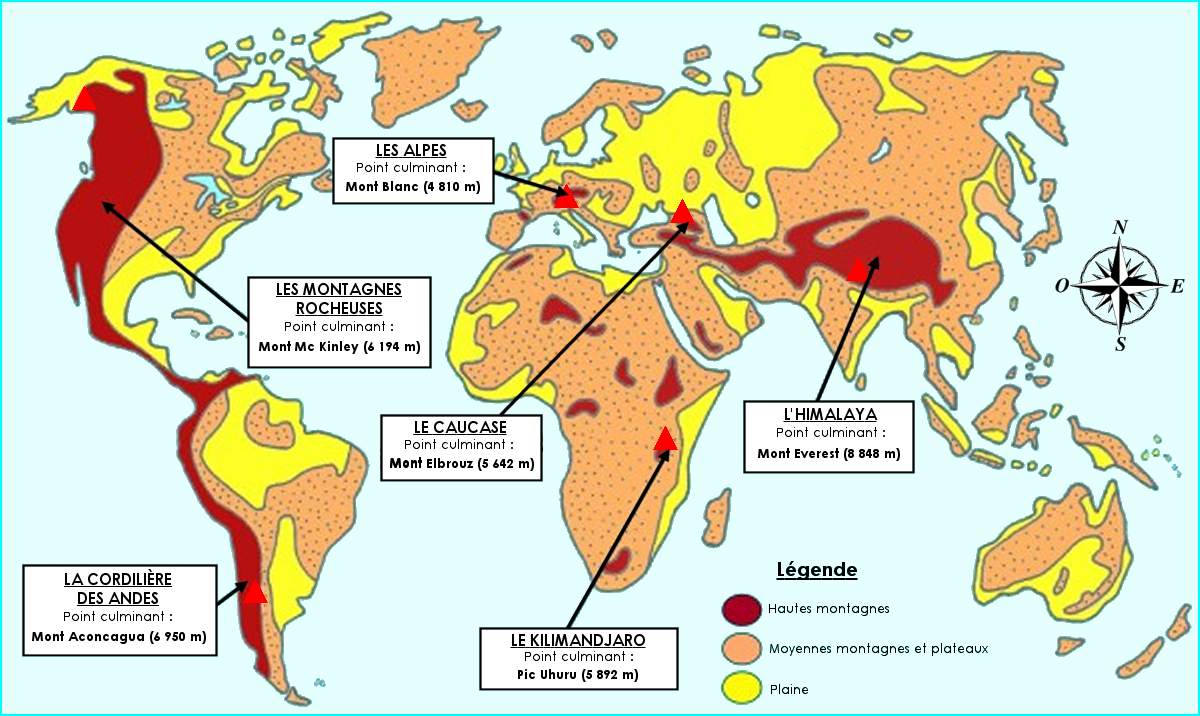 LES ALPES
Point culminant :
Mont Blanc (4 810 m)
N
O
E
S
LES MONTAGNES
ROCHEUSES
Point culminant :
Mont Mc Kinley (6 194 m)
LE CAUCASE
Point culminant :
Mont Elbrouz (5 642 m)
L'HIMALAYA
Point culminant :
Mont Everest (8 848 m)
LA CORDILIÈRE
DES ANDES
Point culminant :
Mont Aconcagua (6 950 m)
LE KILIMANDJARO
Point culminant :
Pic Uhuru (5 892 m)
Légende
Hautes montagnes
Moyennes montagnes et plateaux
Plaine